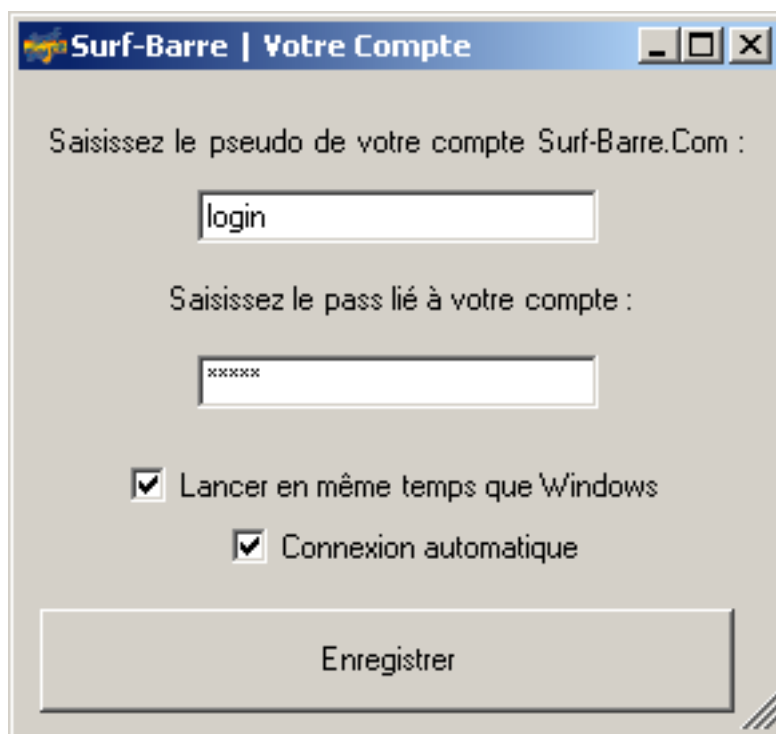 Surf-Barre | Votre Compte
Saisissez le pseudo de votre compte Surf-Barre.Com :
login
Saisissez le pass lié à votre compte :
*****
Lancer en même temps que Windows
Connexion automatique
Enregistrer